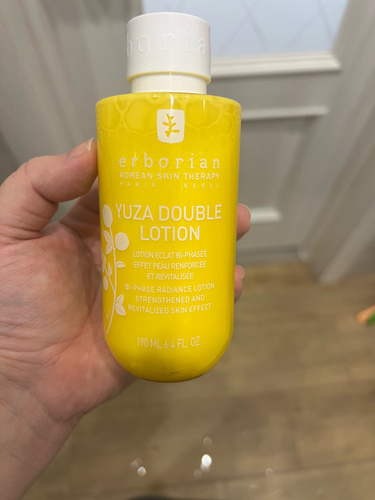 erborian
KOREAN SKIN THERAPY
PARIS SEOUL
YUZA DOUBLE
LOTION
LOTION ÉCLAT BI-PHASÉE
EFFET PEAU RENFORCÉE
ET REVITALISÉE
BI-PHASE RADIANCE LOTION
STRENGTHENED AND
REVITALIZED SKIN EFFECT
190 ML 6.4 FL. OZ.